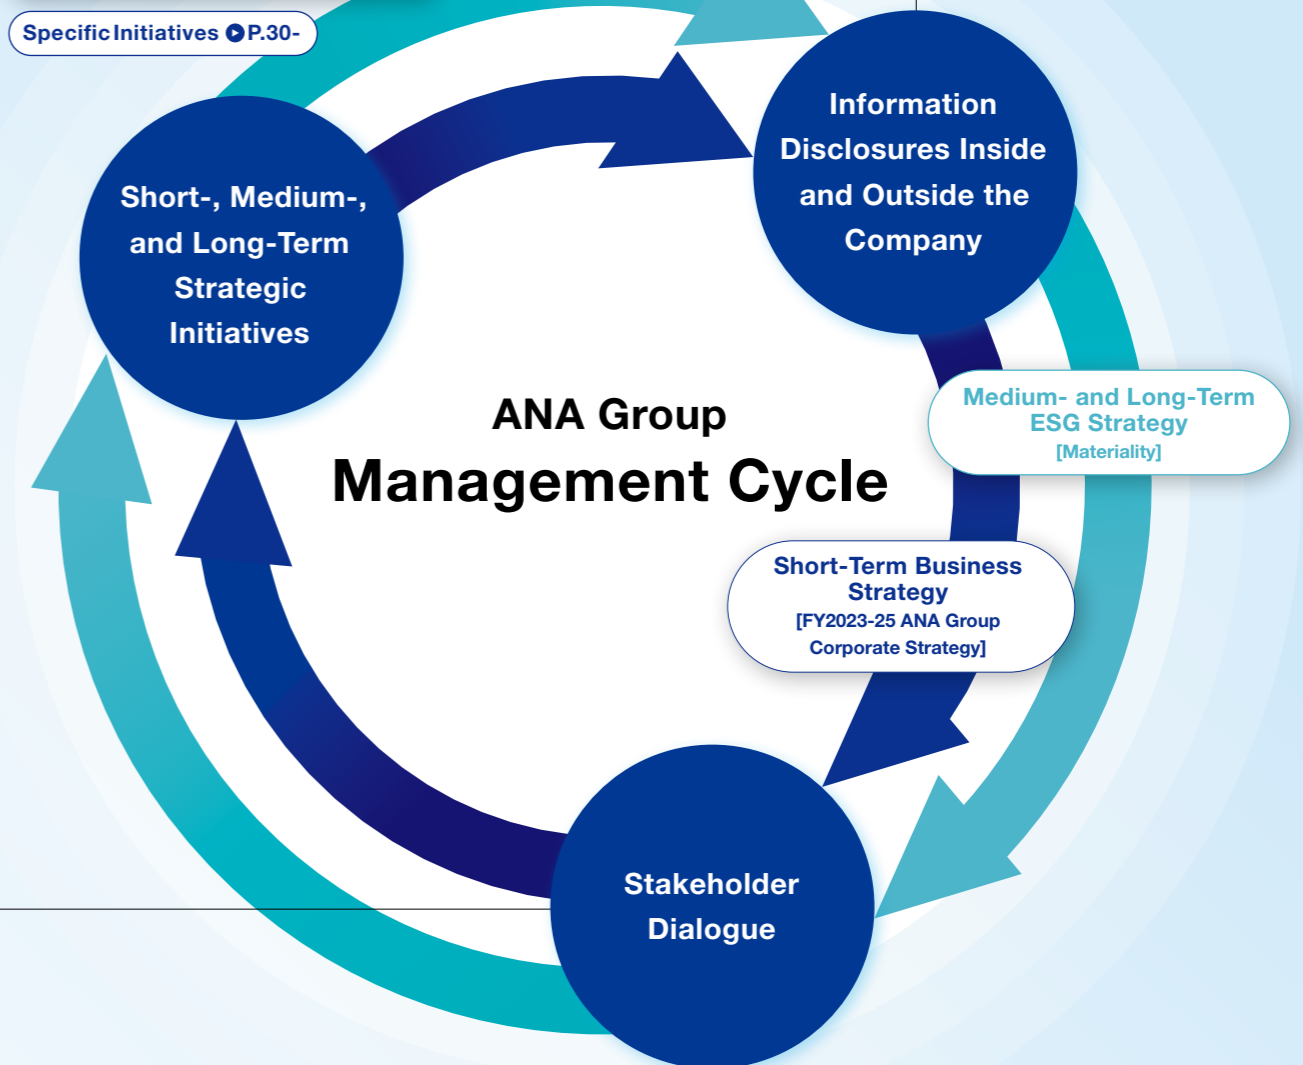 Specific Initiatives ▶P.30-
Information
Disclosures Inside
and Outside the
Company
Short-, Medium-,
and Long-Term
Strategic
Initiatives
ANA Group
Management Cycle
Medium- and Long-Term
ESG Strategy
[Materiality]
Short-Term Business
Strategy
[FY2023-25 ANA Group
Corporate Strategy]
Stakeholder
Dialogue